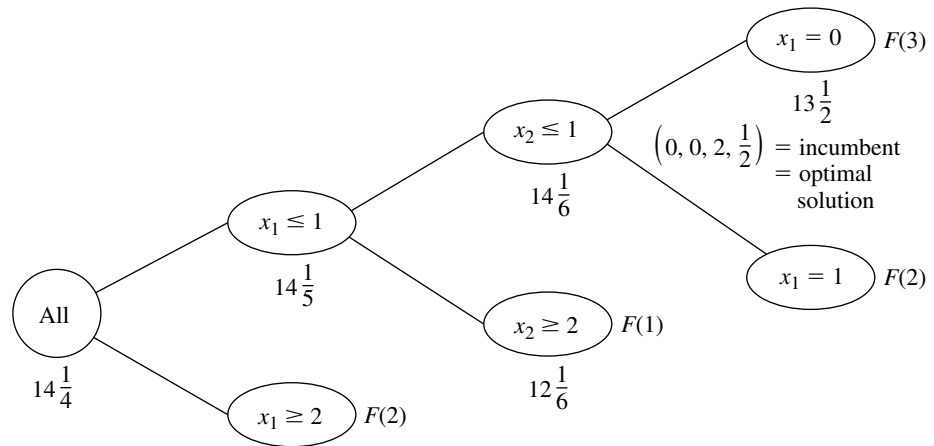 x₁ = 0 F(3)
13 1/2
x₂ ≤ 1
14 1/6
(0, 0, 2, 1/2) = incumbent
= optimal
solution
x₁ ≤ 1
14 1/5
x₁ = 1 F(2)
All
14 1/4
x₂ ≥ 2 F(1)
12 1/6
x₁ ≥ 2 F(2)